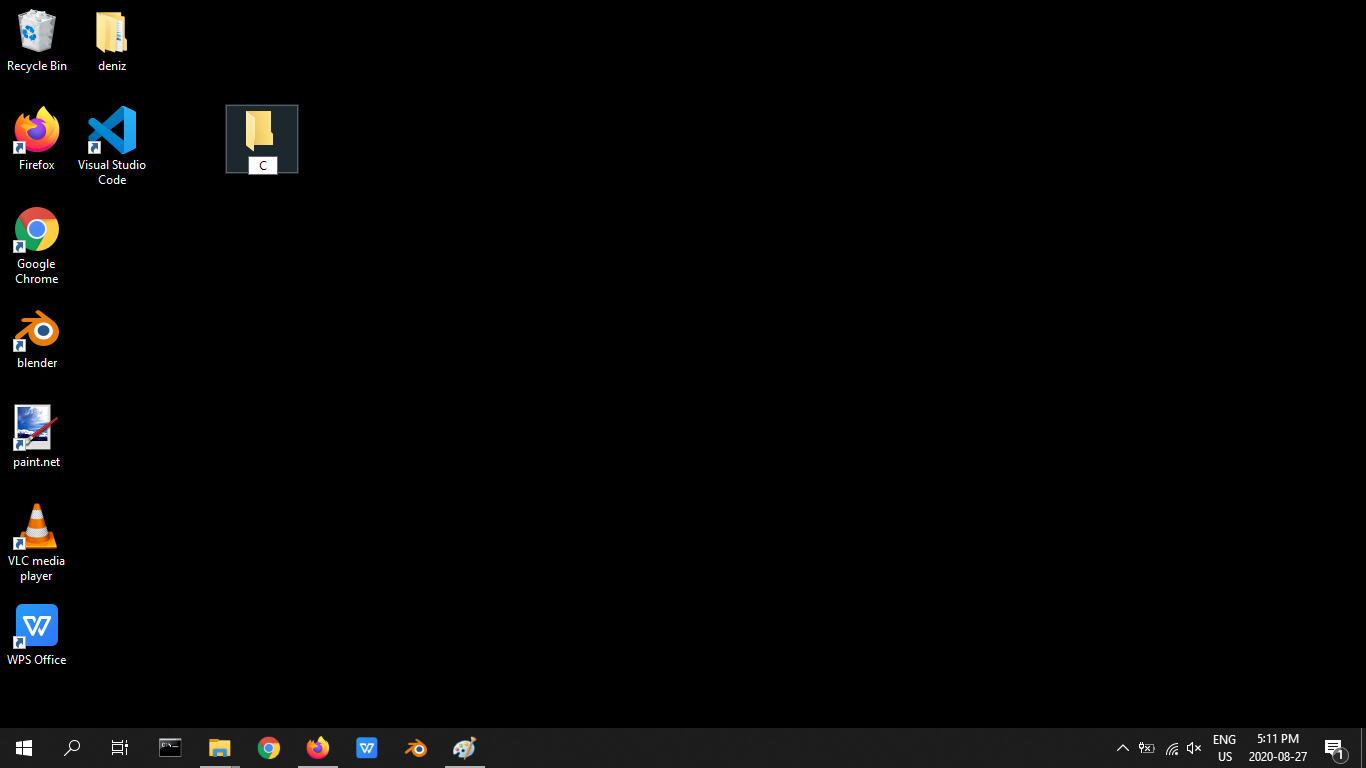 Recycle Bin
deniz
Firefox
Visual Studio
Code
C
Google
Chrome
blender
paint.net
VLC media
player
WPS Office
ENG
US
5:11 PM
2020-08-27
1